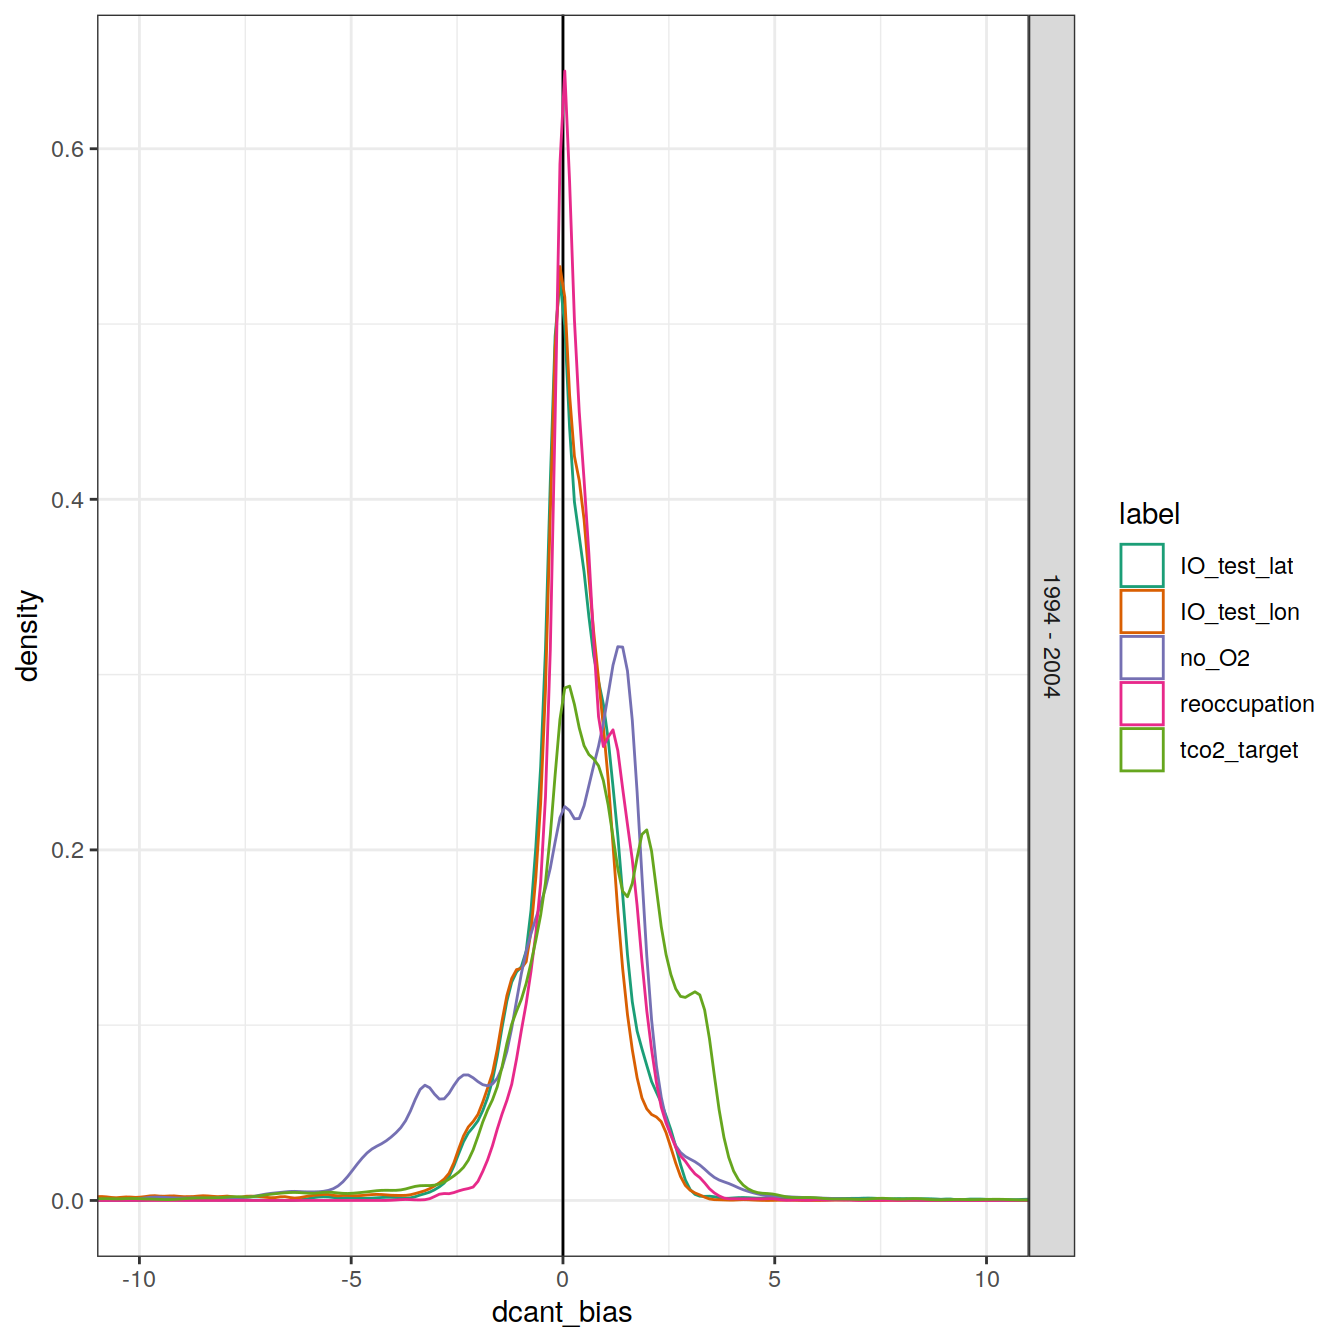 0.6
0.4
0.2
0.0
density
-10
-5
0
5
10
dcant_bias
1994 - 2004
label
IO_test_lat
IO_test_lon
no_O2
reoccupation
tco2_target